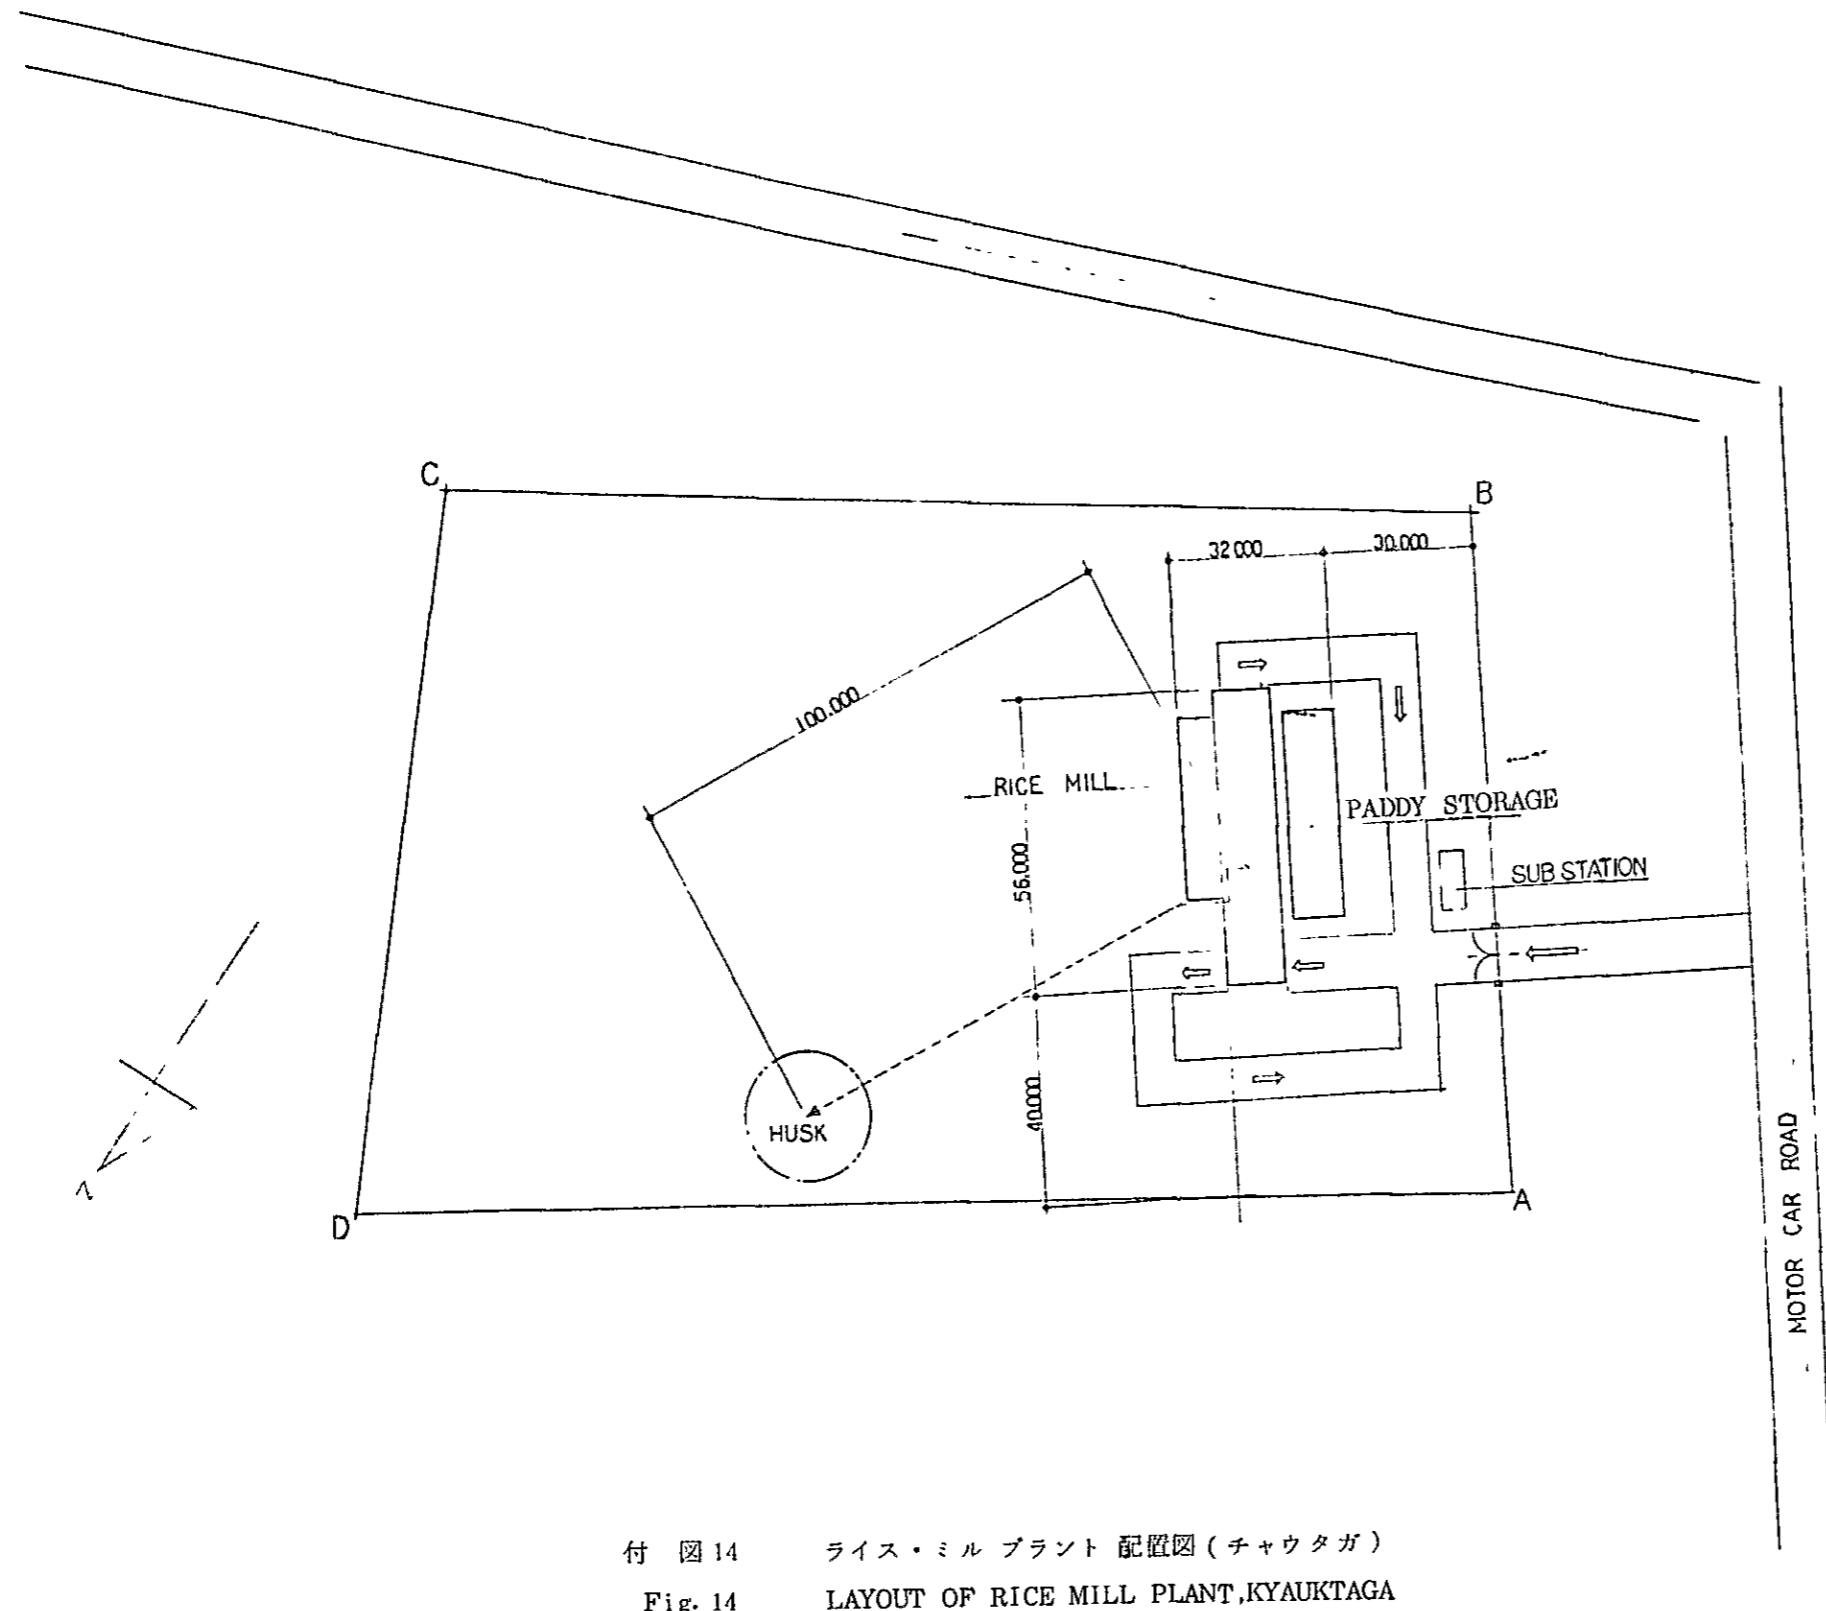 C
B
32 000
30.000
100.000
RICE MILL
PADDY STORAGE
56.000
SUB STATION
40.000
HUSK
MOTOR CAR ROAD
D
A
付 図 14 ライス・ミル プラント 配置図 ( チャウタガ )
Fig. 14 LAYOUT OF RICE MILL PLANT,KYAUKTAGA